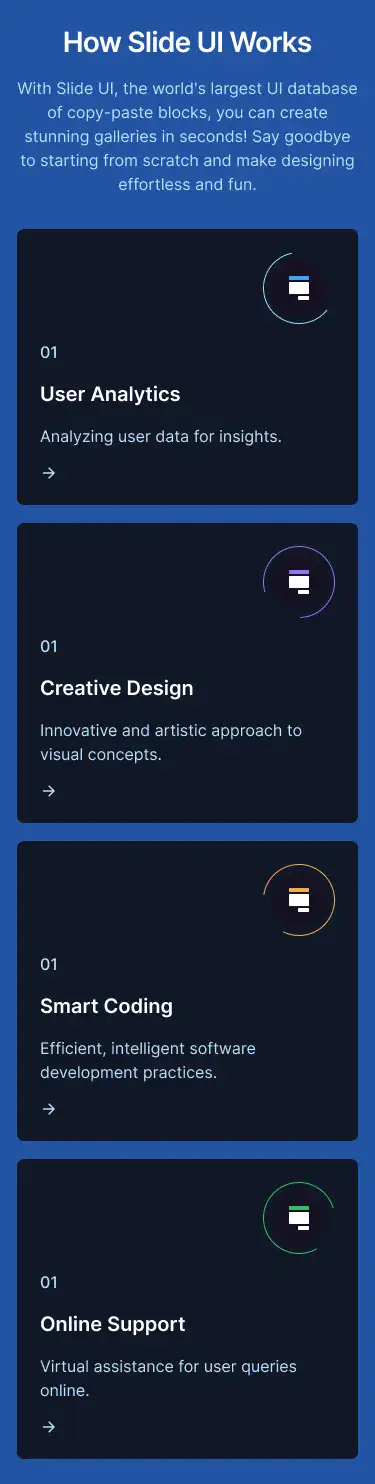 How Slide UI Works
With Slide UI, the world's largest UI database
of copy-paste blocks, you can create
stunning galleries in seconds! Say goodbye
to starting from scratch and make designing
effortless and fun.
01
User Analytics
Analyzing user data for insights.
01
Creative Design
Innovative and artistic approach to
visual concepts.
01
Smart Coding
Efficient, intelligent software
development practices.
01
Online Support
Virtual assistance for user queries
online.